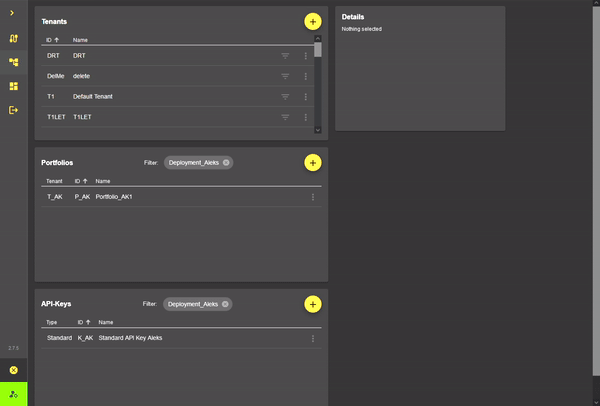 Tenants
ID Name
DRT DRT
DelMe delete
T1 Default Tenant
T1LET T1LET
Details
Nothing selected
Portfolios Filter: Deployment_Aleks
Tenant ID Name
T_AK P_AK Portfolio_AK1
API-Keys Filter: Deployment_Aleks
Type ID Name
Standard K_AK Standard API Key Aleks
2.7.3